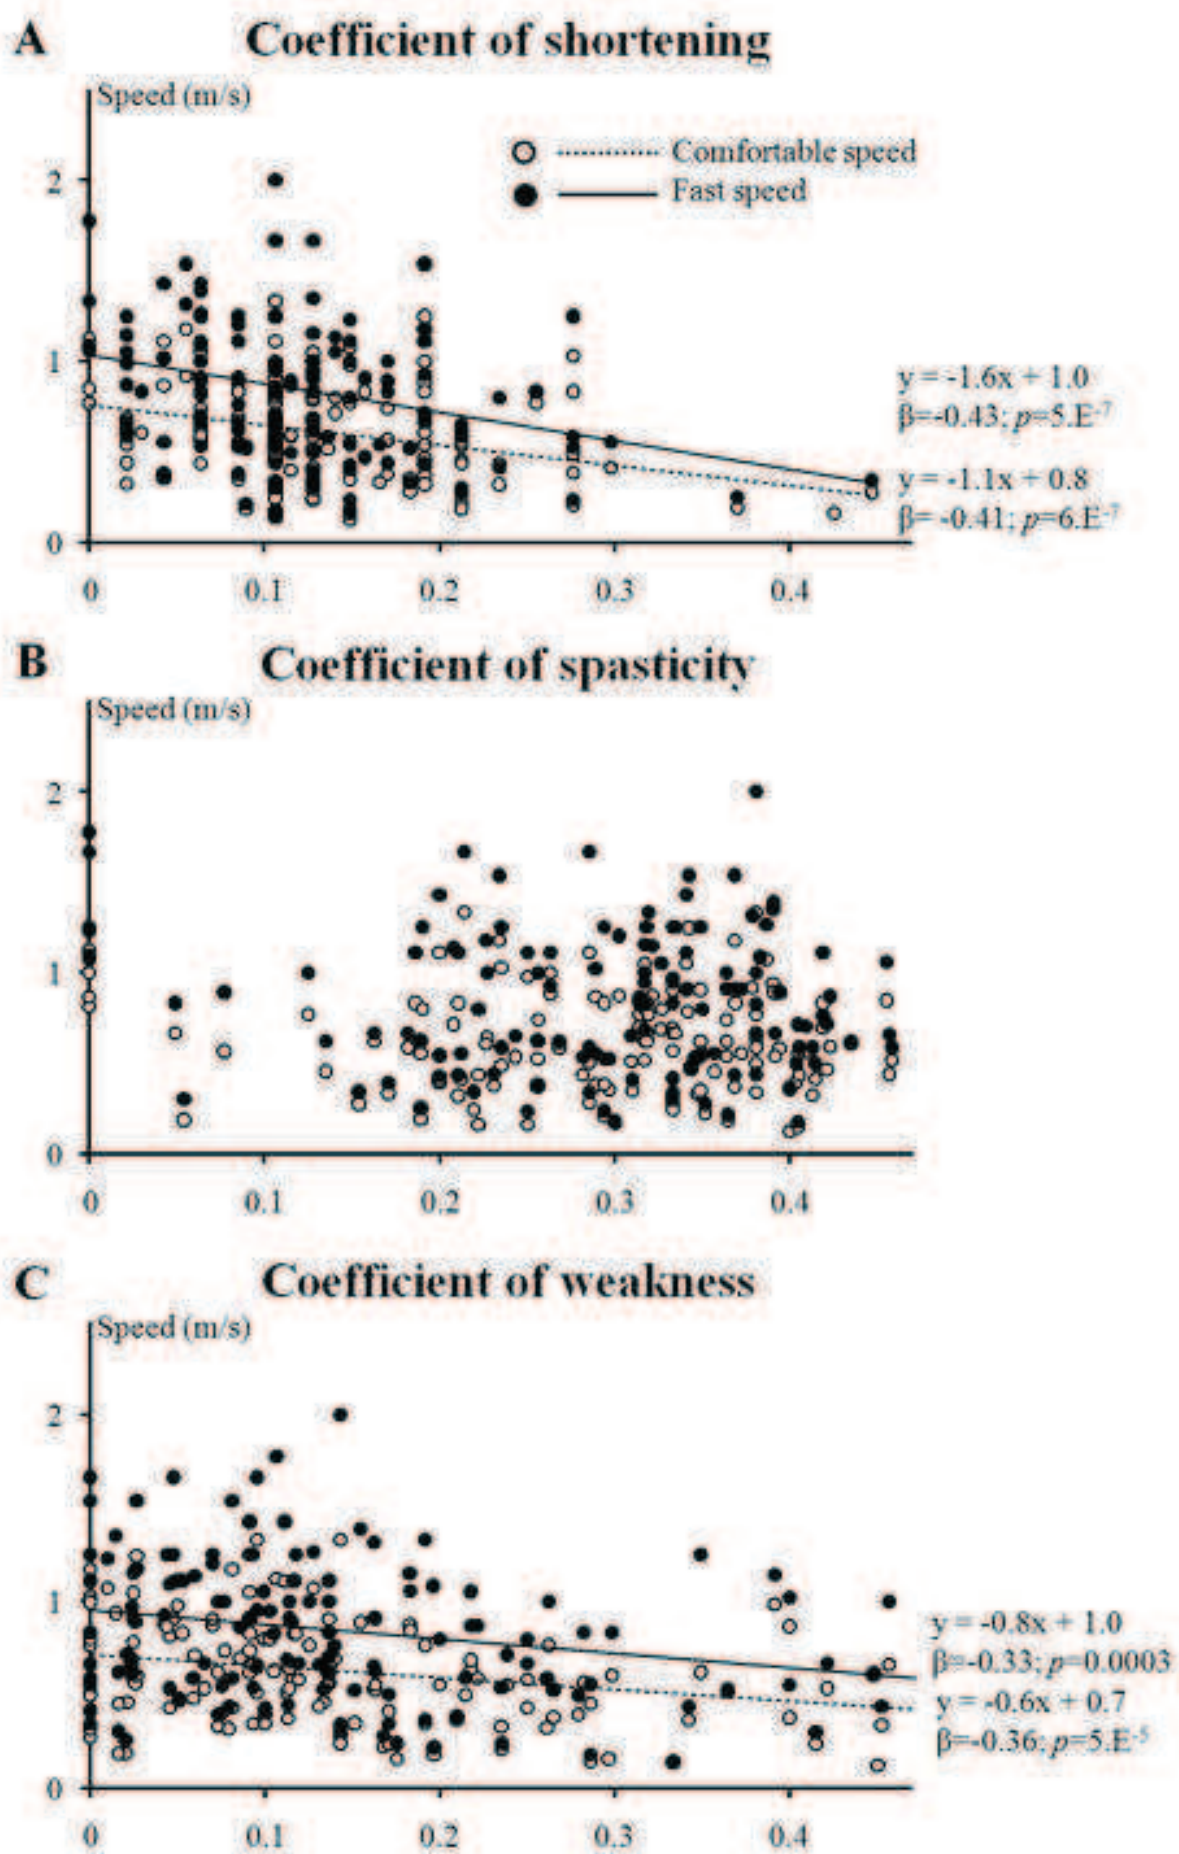 A Coefficient of shortening
Speed (m/s)
Comfortable speed
Fast speed
2
1
0
y = -1.6x + 1.0
β=-0.43; p=5.E-7
y = -1.1x + 0.8
β= -0.41; p=6.E-7
0 0.1 0.2 0.3 0.4
B Coefficient of spasticity
Speed (m/s)
2
1
0
0 0.1 0.2 0.3 0.4
C Coefficient of weakness
Speed (m/s)
2
1
0
y = -0.8x + 1.0
β=-0.33; p=0.0003
y = -0.6x + 0.7
β=-0.36; p=5.E-5
0 0.1 0.2 0.3 0.4